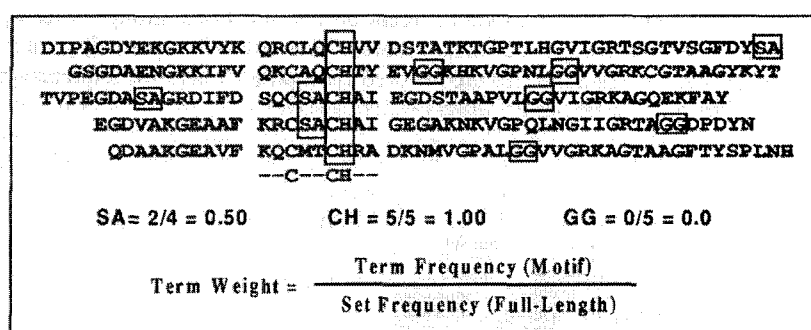 DIPAGDYEKGKKVYK QRCLQCHVV DSTATKTGPTLHGVIGRTSGTVSGFDYSA
GSGDAENGKKIFV QKCAQCHTY EVGGKHKVGPNLGGVVGRKCGTAAGYKYT
TVPEGDASAGRDIFD SQCSACHAI EGDSTAAPVLGGVIGRKAGQEKFAY
EGDVAKGEAAF KRCSACHAI GEGAKNKVGPQLNGIIGRTAGGDPDYN
QDAAKGEAVF KQCMTCHRA DKNMVGPALGGVVGRKAGTAAGFTYSPLNH
--C--CH--
SA= 2/4 = 0.50 CH = 5/5 = 1.00 GG = 0/5 = 0.0
Term Weight = Term Frequency (Motif)
Set Frequency (Full-Length)